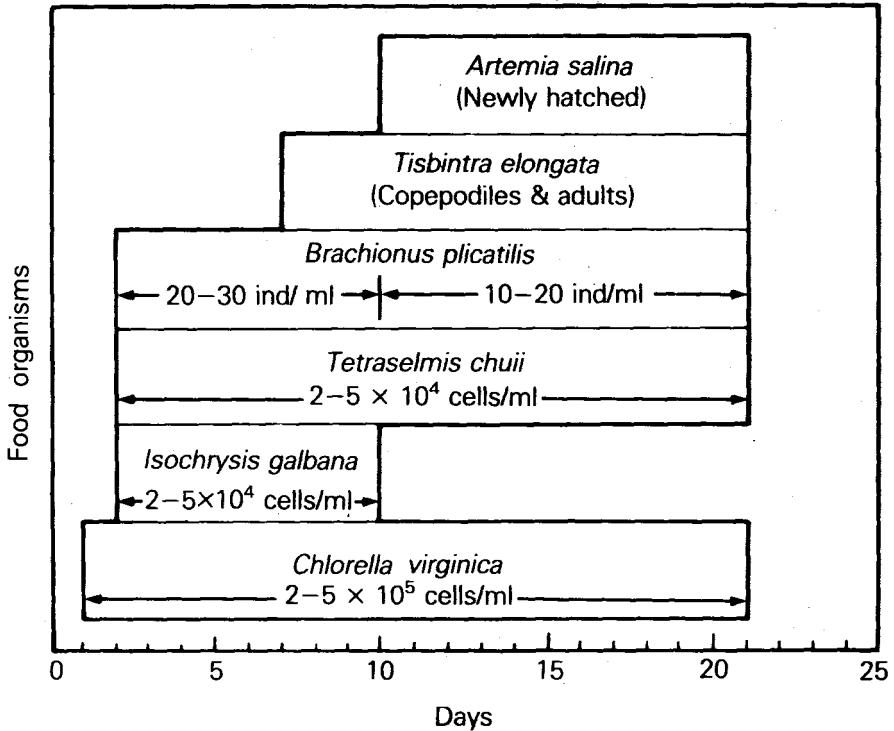 Artemia salina
(Newly hatched)
Tisbintra elongata
(Copepodiles & adults)
Brachionus plicatilis
20–30 ind/ ml 10–20 ind/ml
Tetraselmis chuii
2–5 × 10⁴ cells/ml
Isochrysis galbana
2–5×10⁴ cells/ml
Chlorella virginica
2–5 × 10⁵ cells/ml
Food organisms
0 5 10 15 20 25
Days